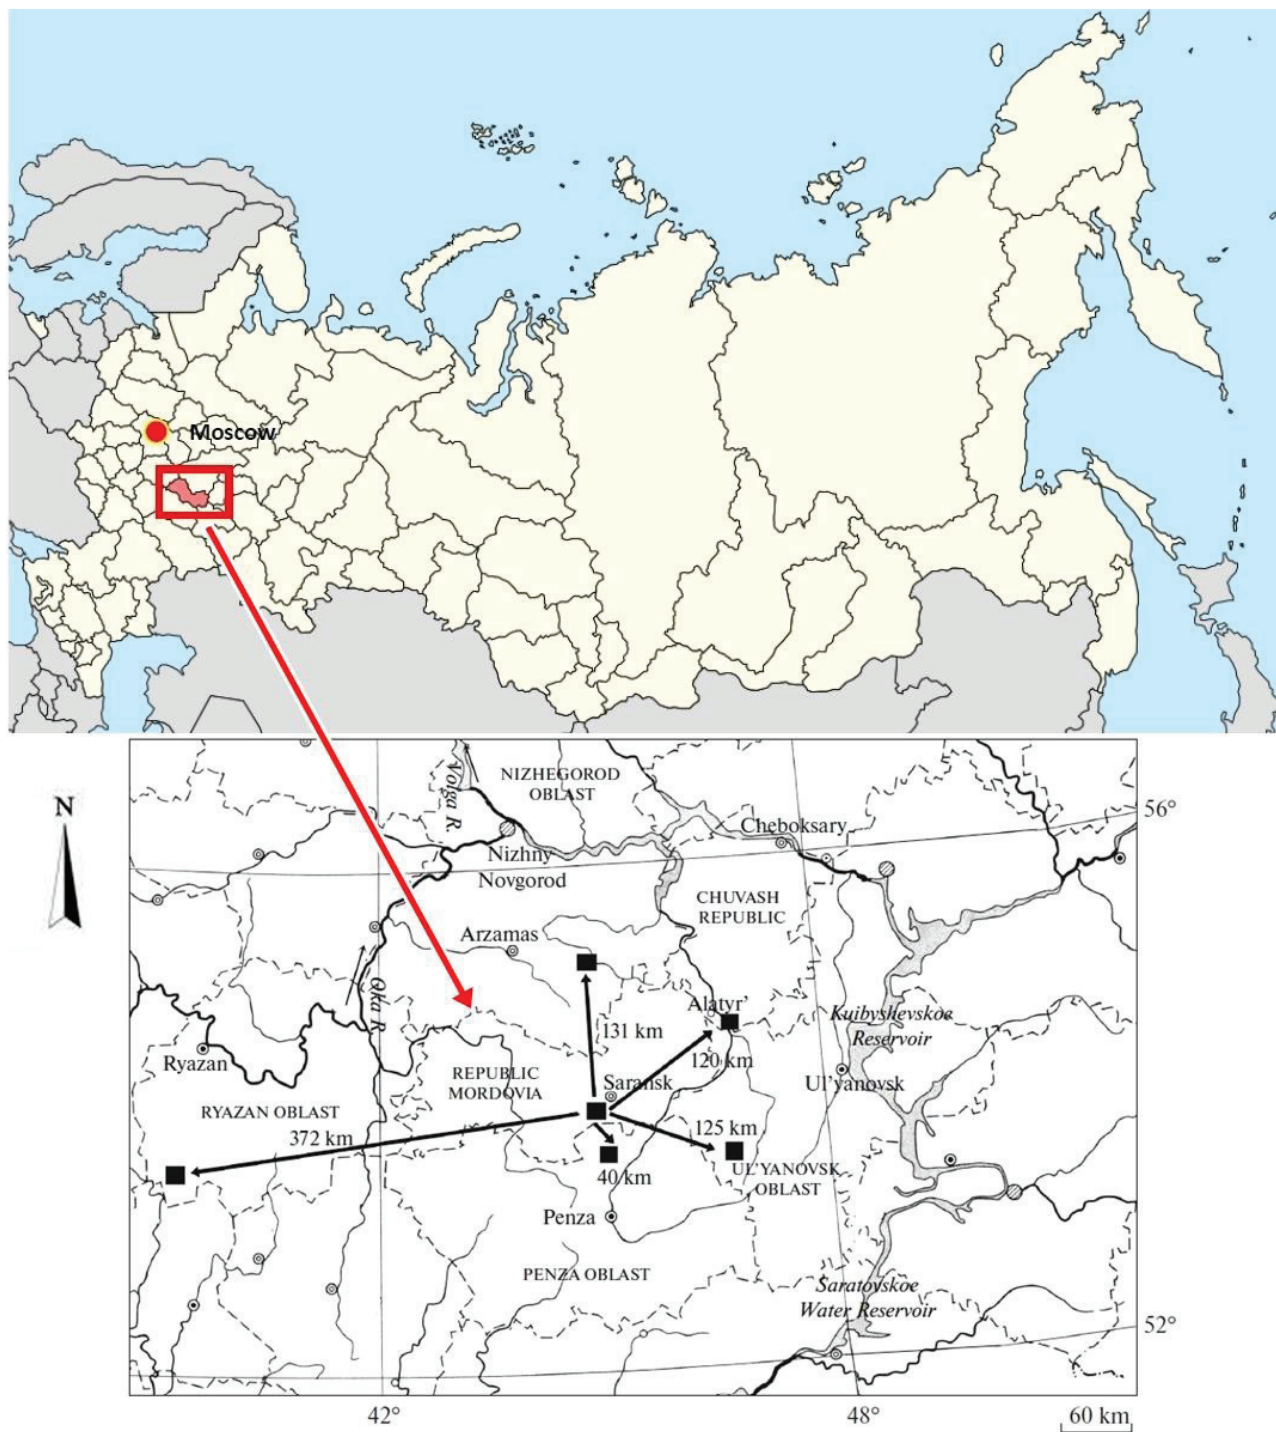 Moscow
N
Volga R.
NIZHEGOROD
OBLAST
56°
Cheboksary
Nizhny
Novgorod
CHUVASH
REPUBLIC
Arzamas
Oka R.
Alatyr’
Kuibyshevskoe
Reservoir
131 km
120 km
Ryazan
REPUBLIC
MORDOVIA
Saransk
Ul’yanovsk
RYAZAN OBLAST
125 km
372 km
40 km
UL’YANOVSK
OBLAST
Penza
PENZA OBLAST
Saratovskoe
Water Reservoir
52°
42°
48°
60 km